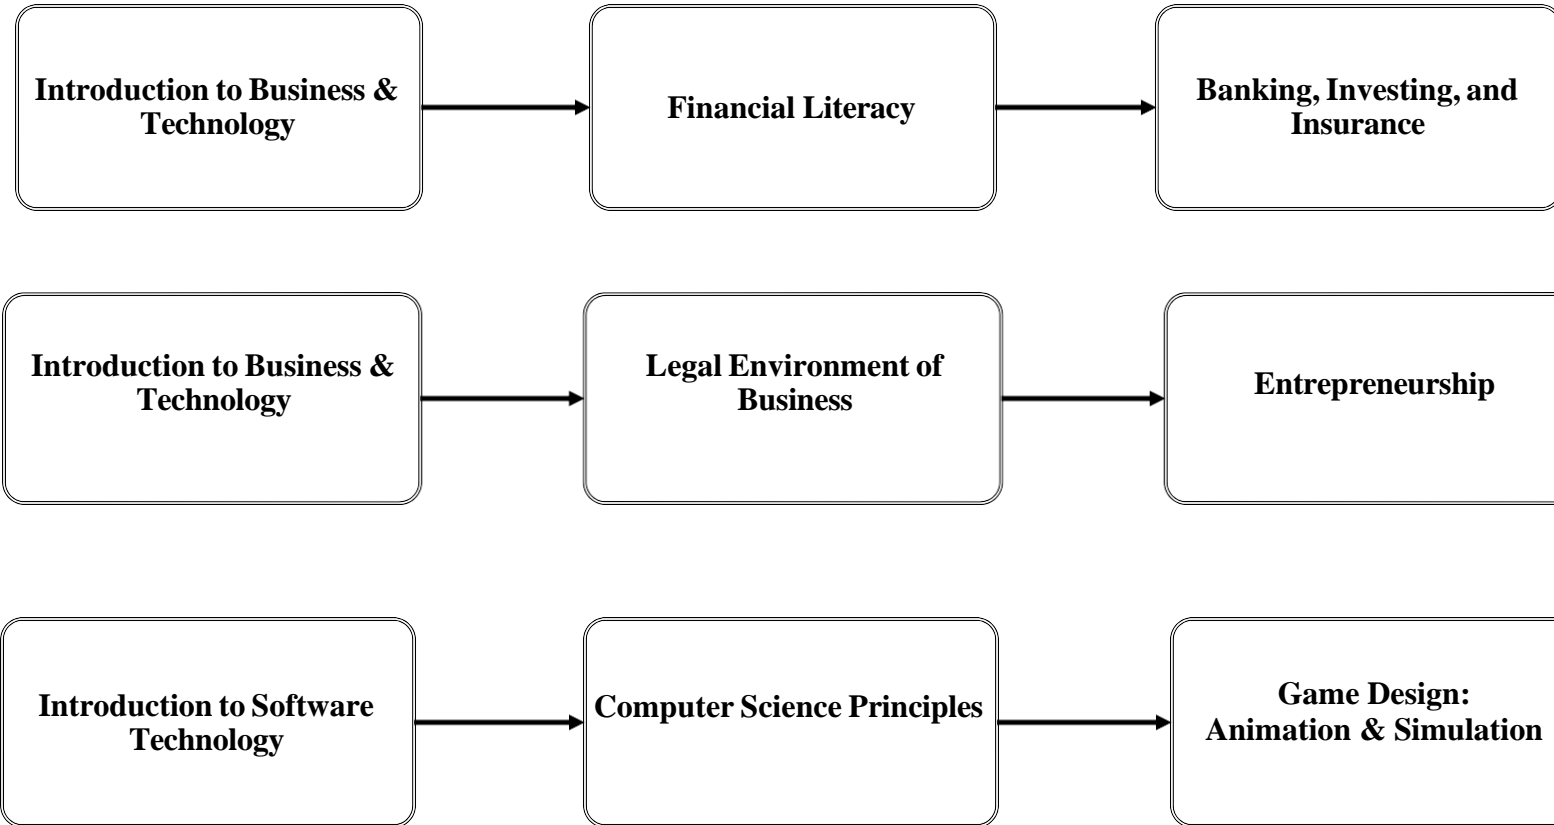 Introduction to Business &
Technology
Financial Literacy
Banking, Investing, and
Insurance
Introduction to Business &
Technology
Legal Environment of
Business
Entrepreneurship
Introduction to Software
Technology
Computer Science Principles
Game Design:
Animation & Simulation